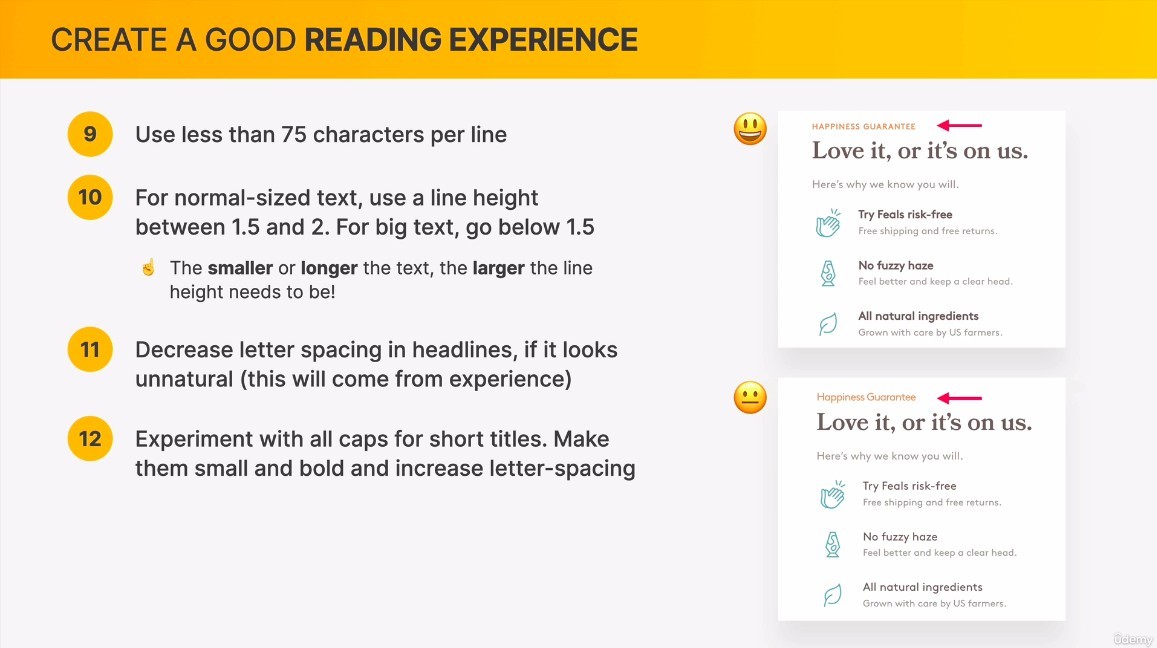 CREATE A GOOD READING EXPERIENCE
9
Use less than 75 characters per line
10
For normal-sized text, use a line height
between 1.5 and 2. For big text, go below 1.5
The smaller or longer the text, the larger the line
height needs to be!
11
Decrease letter spacing in headlines, if it looks
unnatural (this will come from experience)
12
Experiment with all caps for short titles. Make
them small and bold and increase letter-spacing
HAPPINESS GUARANTEE
Love it, or it's on us.
Here's why we know you will.
Try Feals risk-free
Free shipping and free returns.
No fuzzy haze
Feel better and keep a clear head.
All natural ingredients
Grown with care by US farmers.
Happiness Guarantee
Love it, or it's on us.
Here's why we know you will.
Try Feals risk-free
Free shipping and free returns.
No fuzzy haze
Feel better and keep a clear head.
All natural ingredients
Grown with care by US farmers.
ûdemy